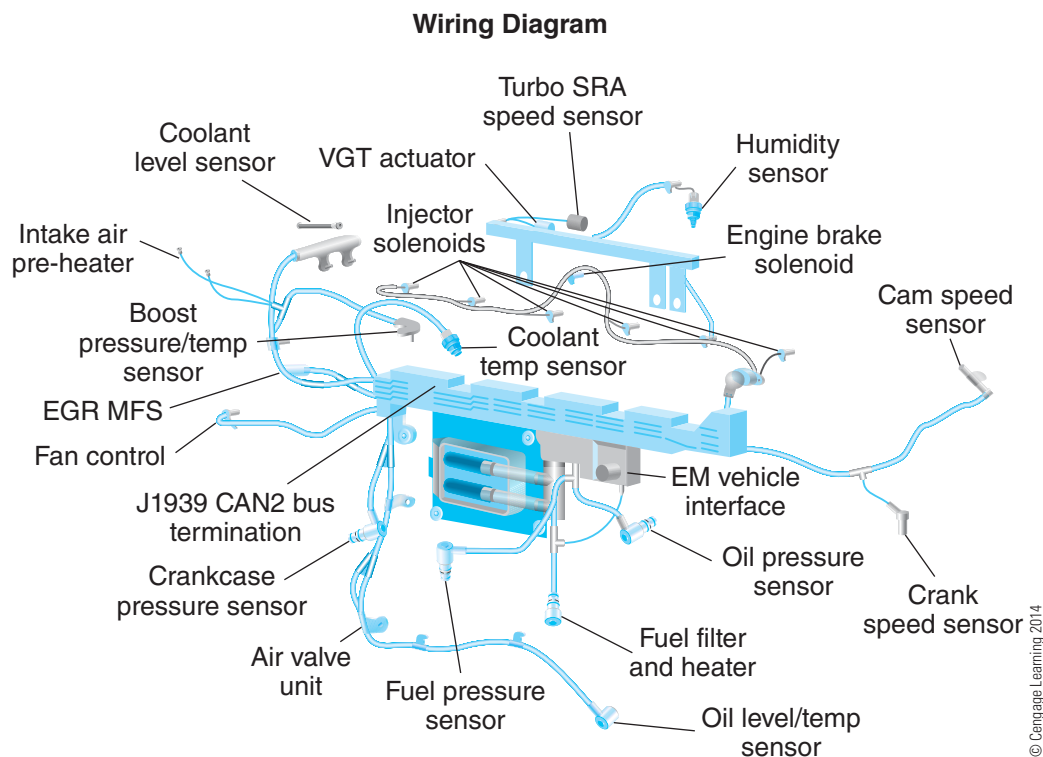 Wiring Diagram
Turbo SRA
speed sensor
Coolant
level sensor
VGT actuator
Humidity
sensor
Injector
solenoids
Intake air
pre-heater
Engine brake
solenoid
Cam speed
sensor
Boost
pressure/temp
sensor
Coolant
temp sensor
EGR MFS
Fan control
EM vehicle
interface
J1939 CAN2 bus
termination
Oil pressure
sensor
Crankcase
pressure sensor
Crank
speed sensor
Fuel filter
and heater
Air valve
unit
Fuel pressure
sensor
Oil level/temp
sensor
© Cengage Learning 2014